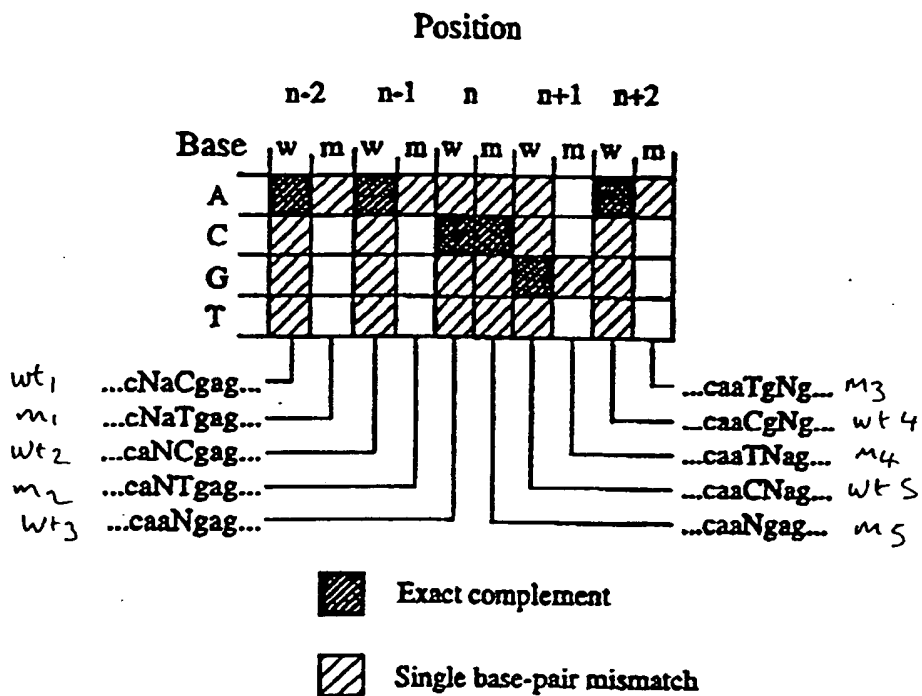 Position
n-2 n-1 n n+1 n+2
Base w m w m w m w m w m
A
C
G
T
wt1 ...cNaCgag...
m1 ...cNaTgag...
wt2 ...caNCgag...
m2 ...caNTgag...
wt3 ...caaNgag...
...caaTgNg... m3
...caaCgNg... wt4
...caaTNag... m4
...caaCNag... wt5
...caaNgag... m5
Exact complement
Single base-pair mismatch